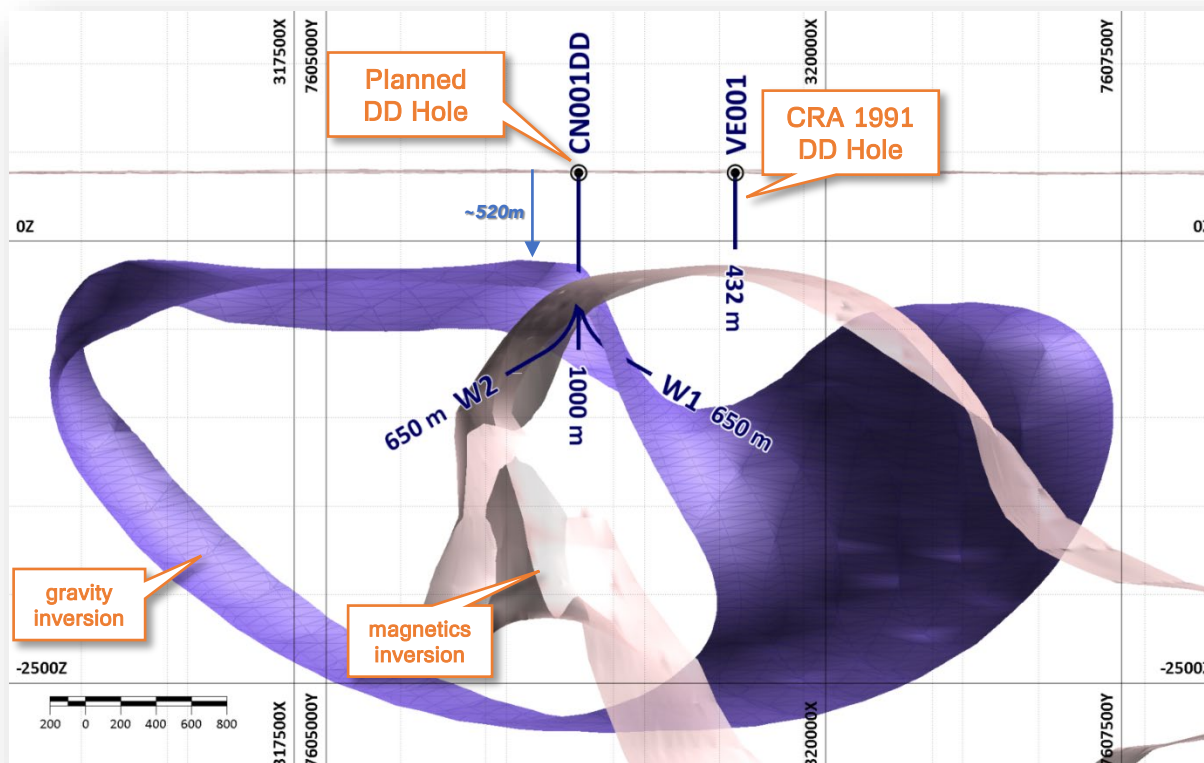 317500X
7605000Y
CN001DD
VE001
320000X
7607500Y
Planned
DD Hole
CRA 1991
DD Hole
~520m
0Z
0Z
432 m
650 m W2
1000 m
W1 650 m
gravity
inversion
magnetics
inversion
-2500Z
-2500Z
200 0 200 400 600 800
317500X
7605000Y
320000X
7607500Y